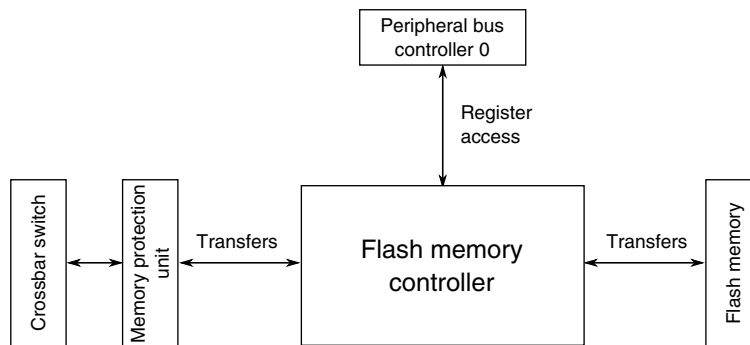 Peripheral bus
controller 0
Register
access
Crossbar switch
Memory protection
unit
Transfers
Flash memory
controller
Transfers
Flash memory